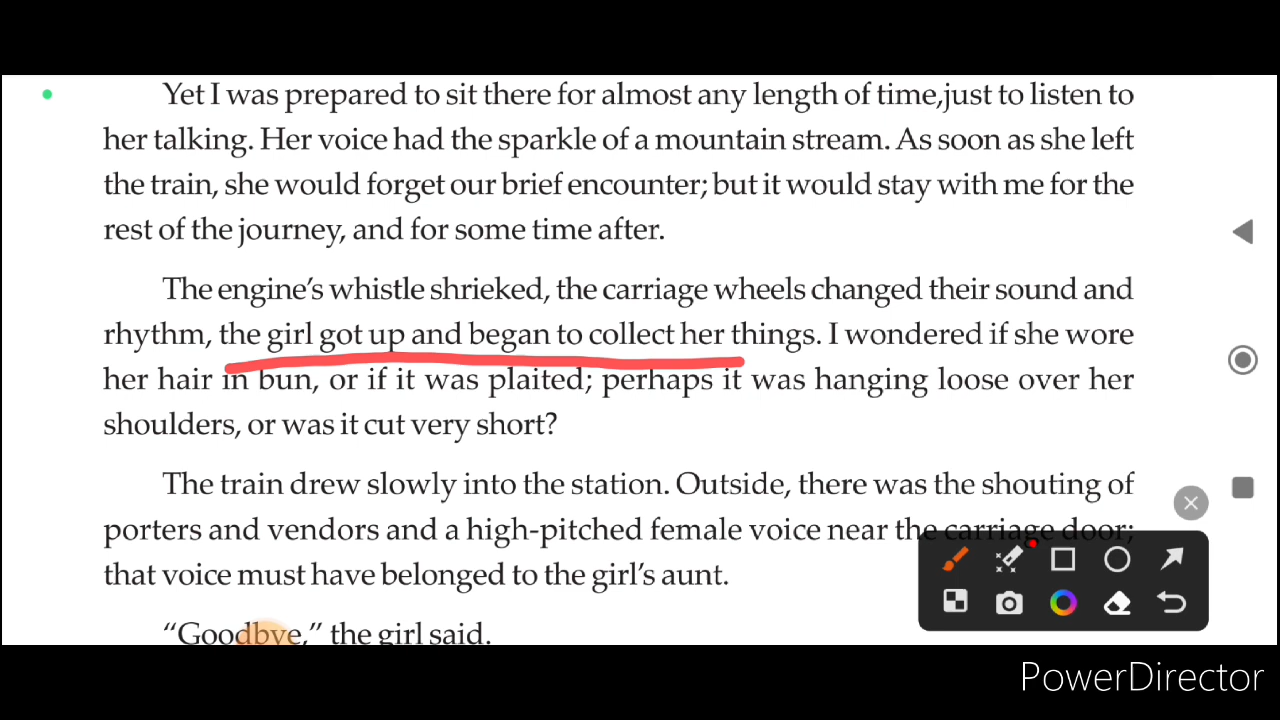 Yet I was prepared to sit there for almost any length of time,just to listen to
her talking. Her voice had the sparkle of a mountain stream. As soon as she left
the train, she would forget our brief encounter; but it would stay with me for the
rest of the journey, and for some time after.
The engine's whistle shrieked, the carriage wheels changed their sound and
rhythm, the girl got up and began to collect her things. I wondered if she wore
her hair in bun, or if it was plaited; perhaps it was hanging loose over her
shoulders, or was it cut very short?
The train drew slowly into the station. Outside, there was the shouting of
porters and vendors and a high-pitched female voice near the carriage door;
that voice must have belonged to the girl's aunt.
“Goodbye,” the girl said.
PowerDirector